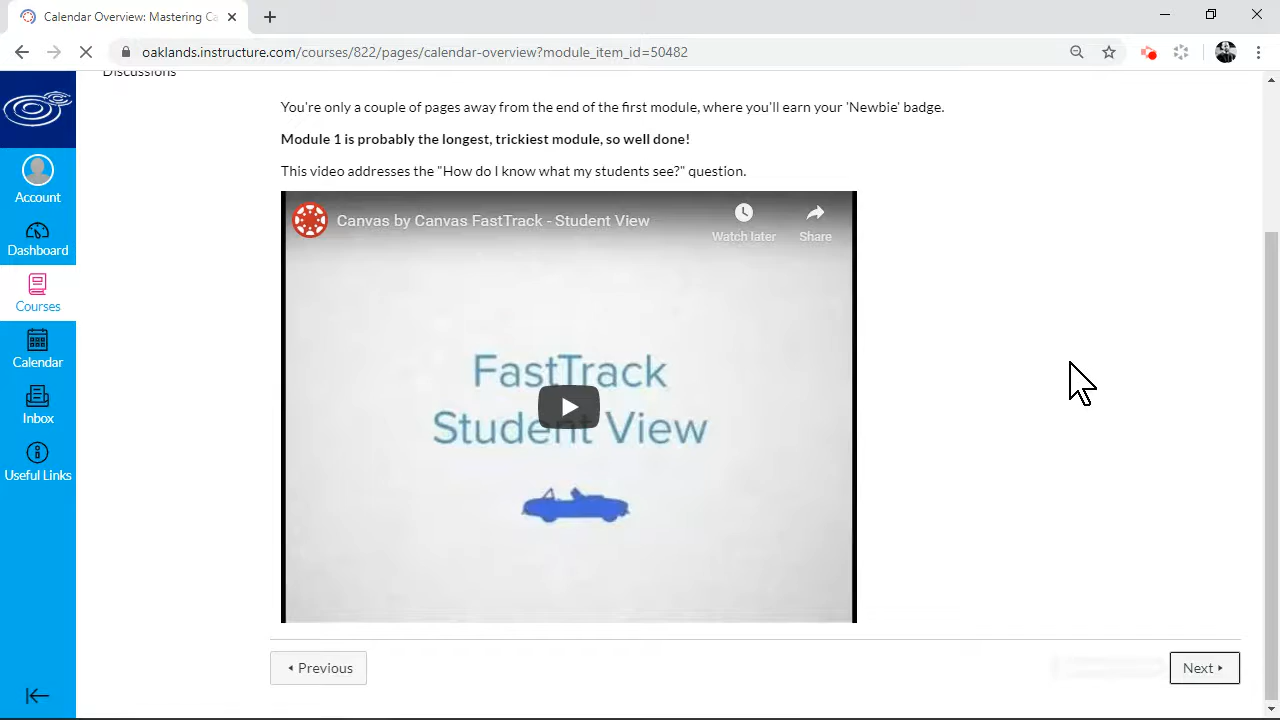 Calendar Overview: Mastering Ca
oaklands.instructure.com/courses/822/pages/calendar-overview?module_item_id=50482
Discussions
You're only a couple of pages away from the end of the first module, where you'll earn your 'Newbie' badge.
Module 1 is probably the longest, trickiest module, so well done!
This video addresses the "How do I know what my students see?" question.
Canvas by Canvas FastTrack - Student View
Watch later
Share
FastTrack
Student View
Account
Dashboard
Courses
Calendar
Inbox
Useful Links
Previous
Next